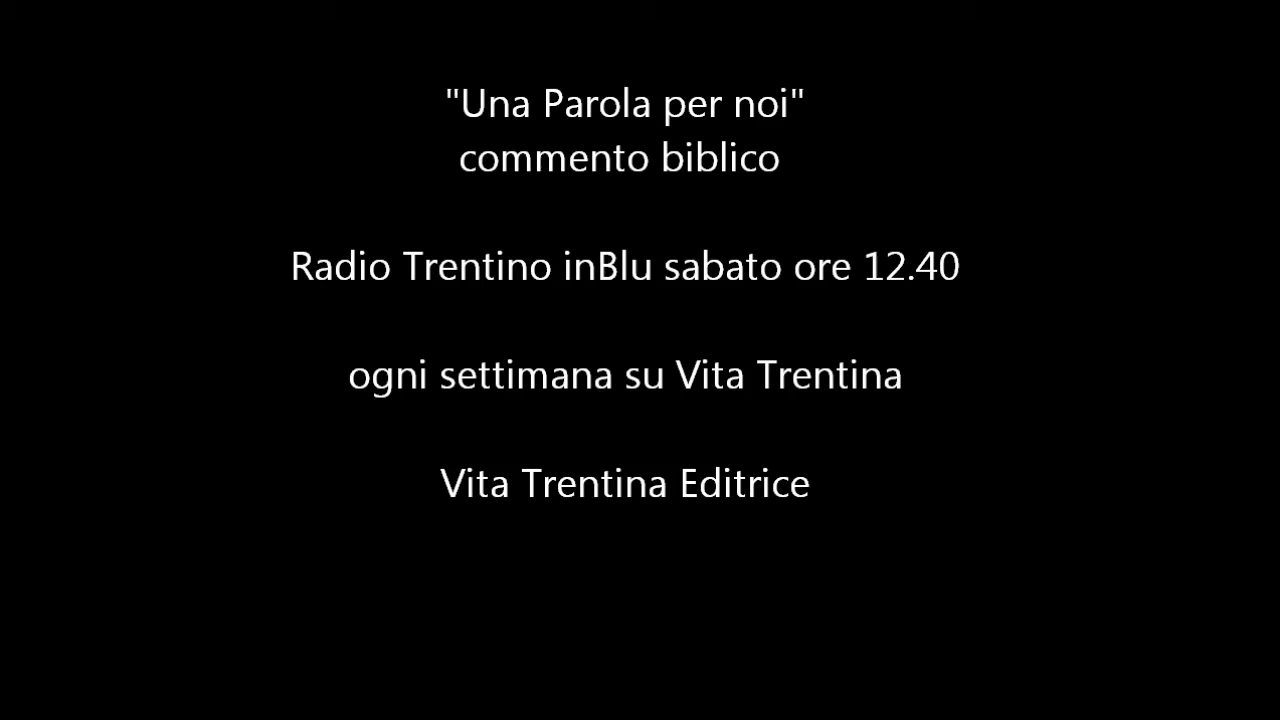 "Una Parola per noi"
commento biblico
Radio Trentino inBlu sabato ore 12.40
ogni settimana su Vita Trentina
Vita Trentina Editrice